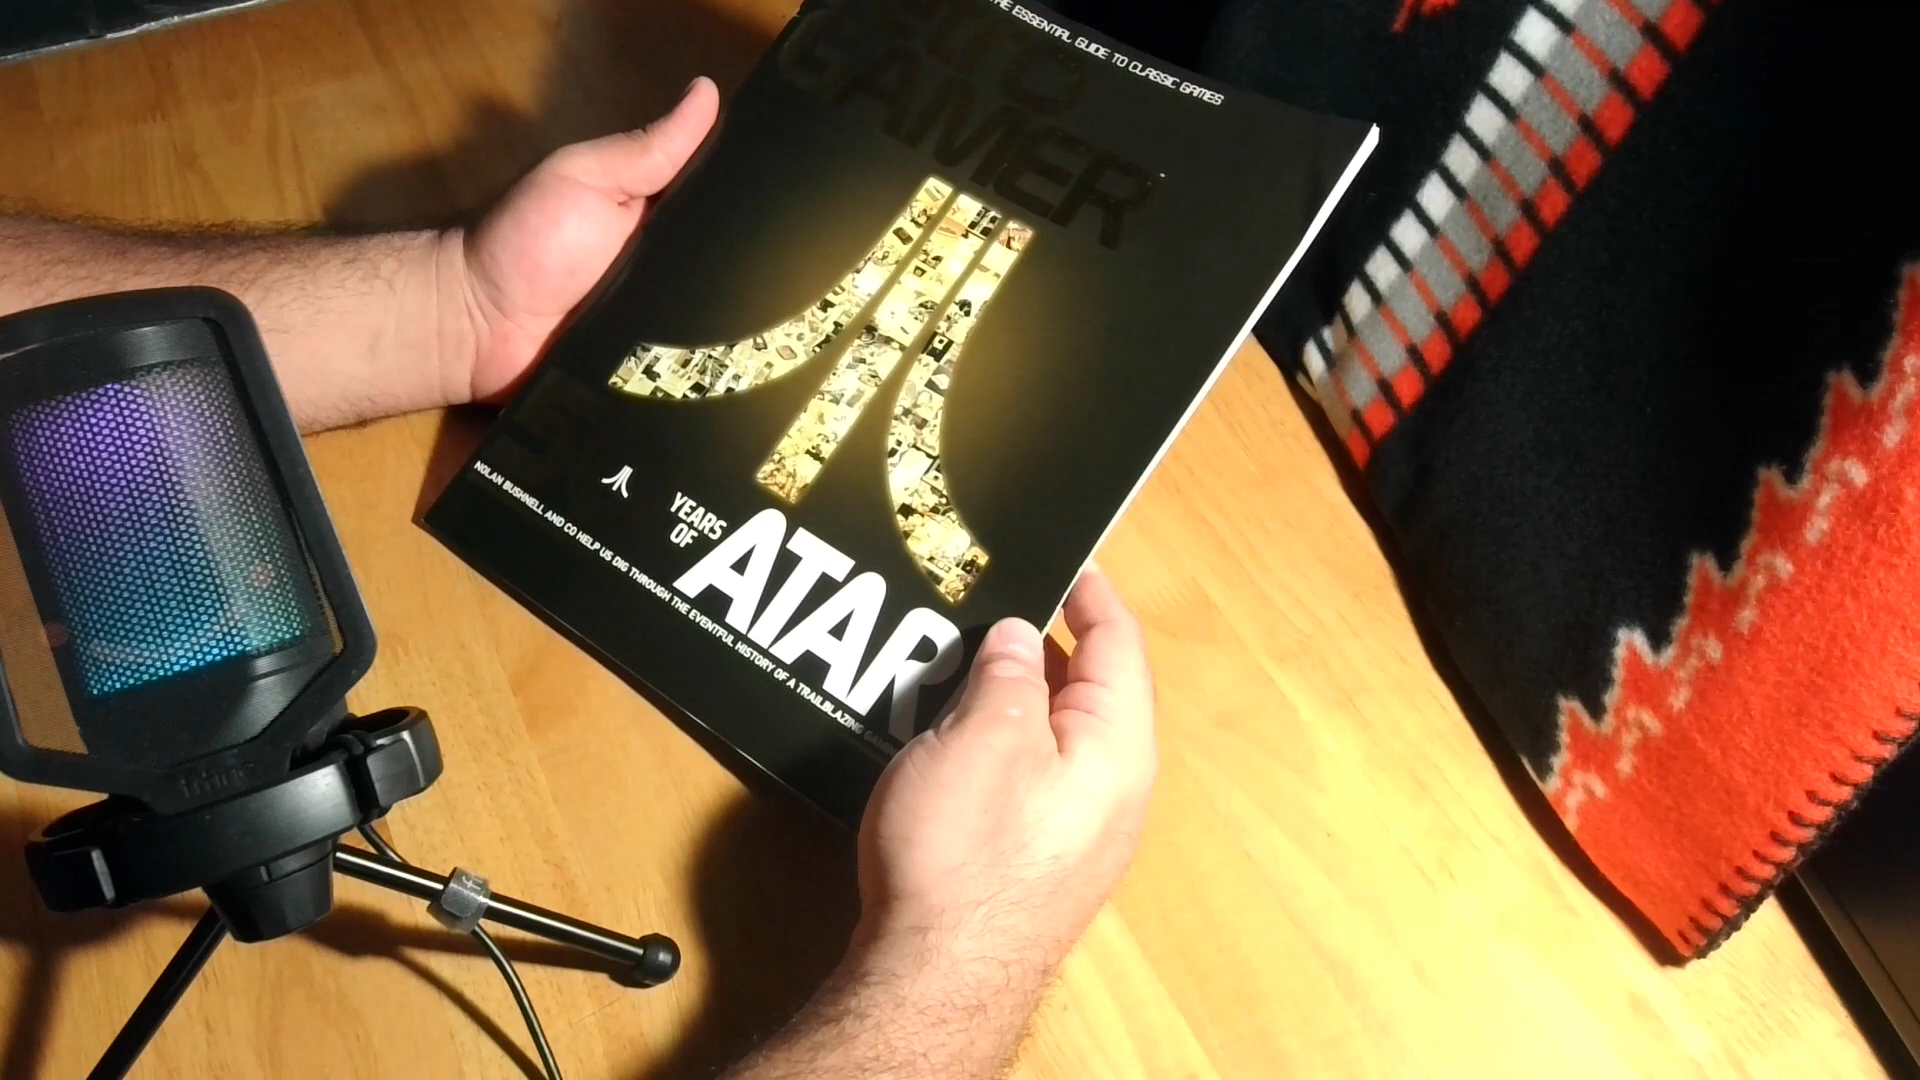 THE ESSENTIAL GUIDE TO CLASSIC GAMES
GAMER
YEARS
OF
ATAR
NOLAN BUSHNELL AND CO HELP US DIG THROUGH THE EVENTFUL HISTORY OF A TRAILBLAZING